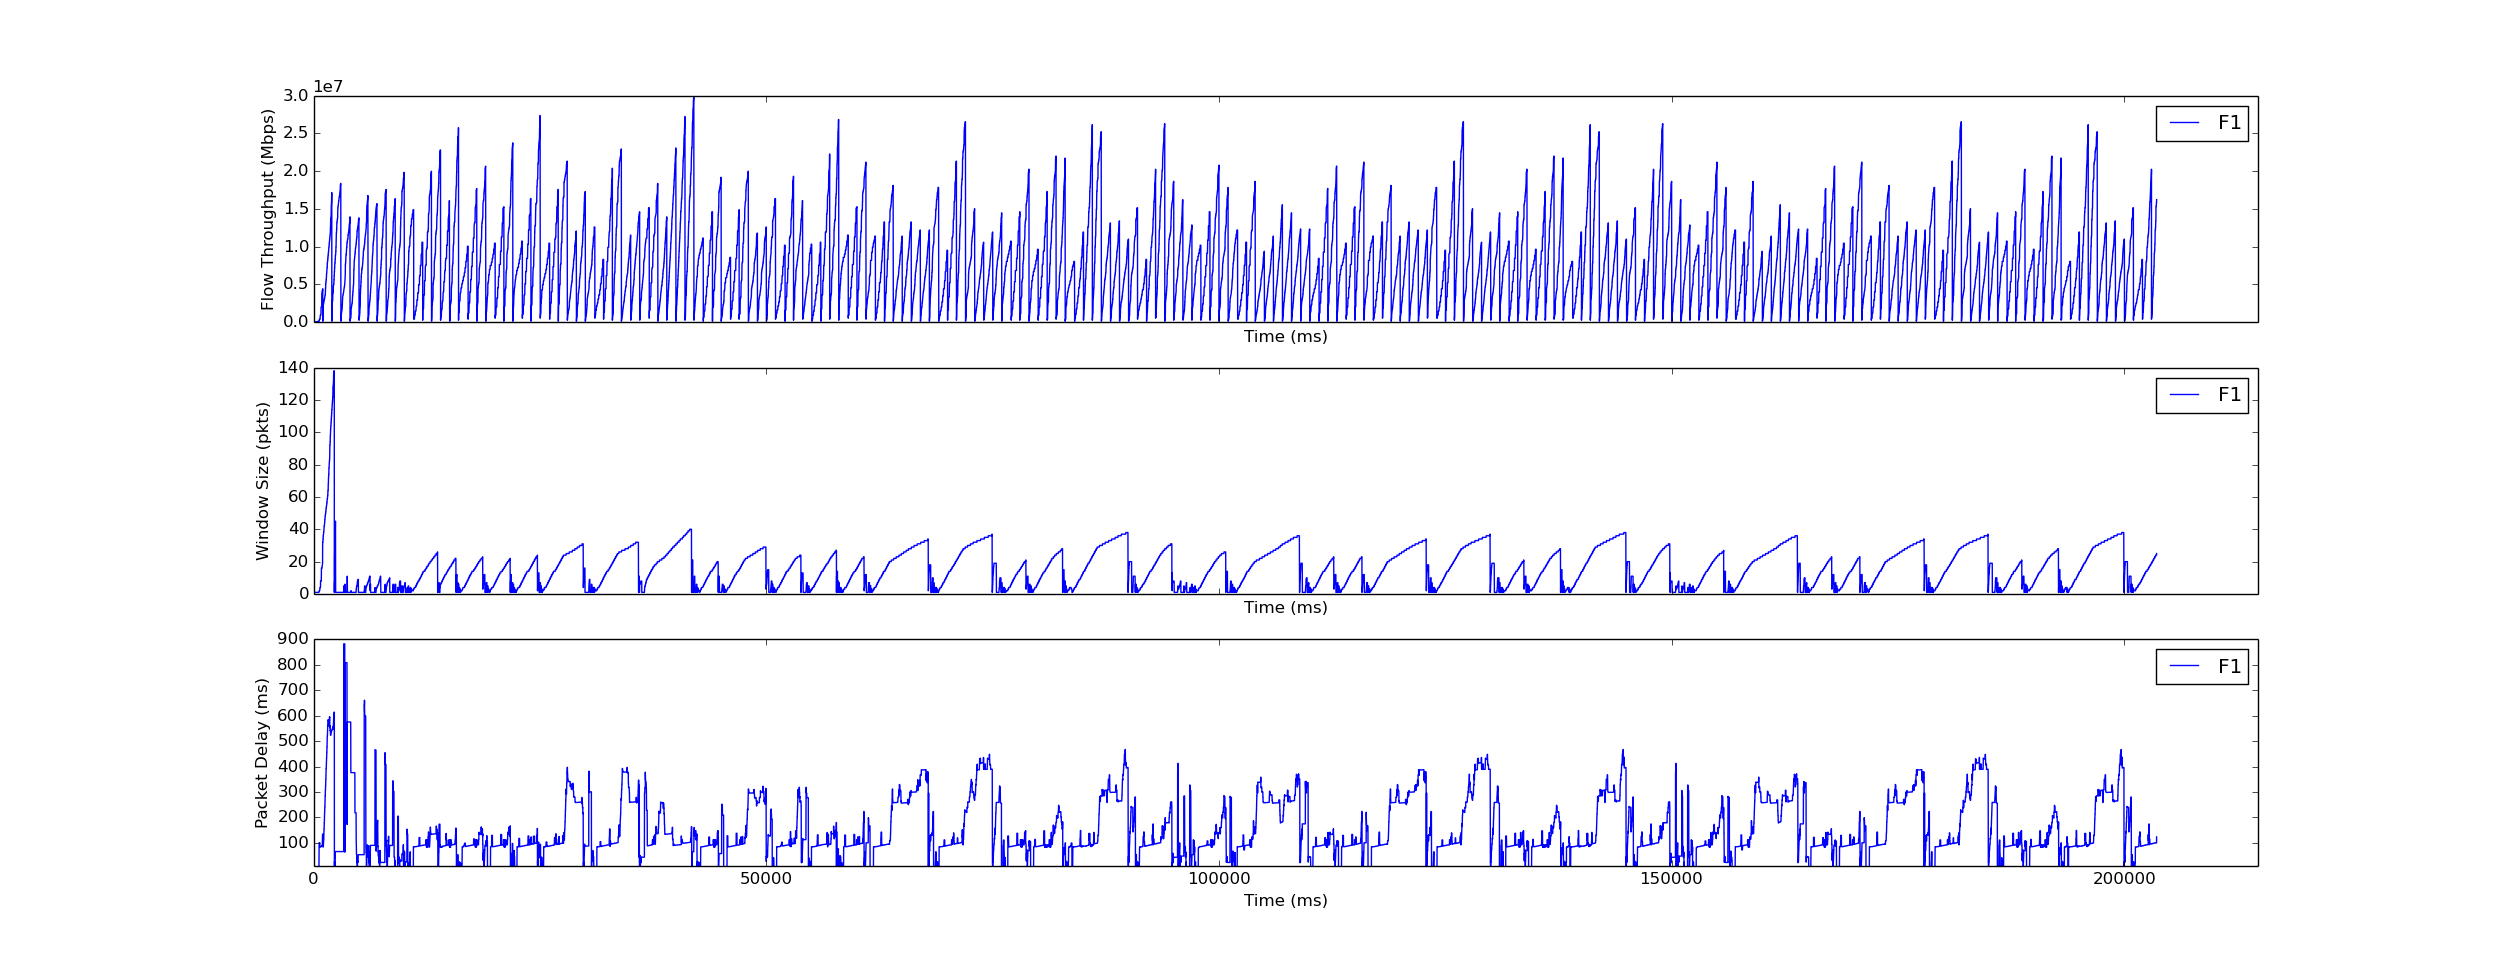 1e7
3.0
2.5
2.0
1.5
1.0
0.5
0.0
Flow Throughput (Mbps)
F1
Time (ms)
140
120
100
80
60
40
20
0
Window Size (pkts)
F1
Time (ms)
900
800
700
600
500
400
300
200
100
Packet Delay (ms)
F1
0 50000 100000 150000 200000
Time (ms)